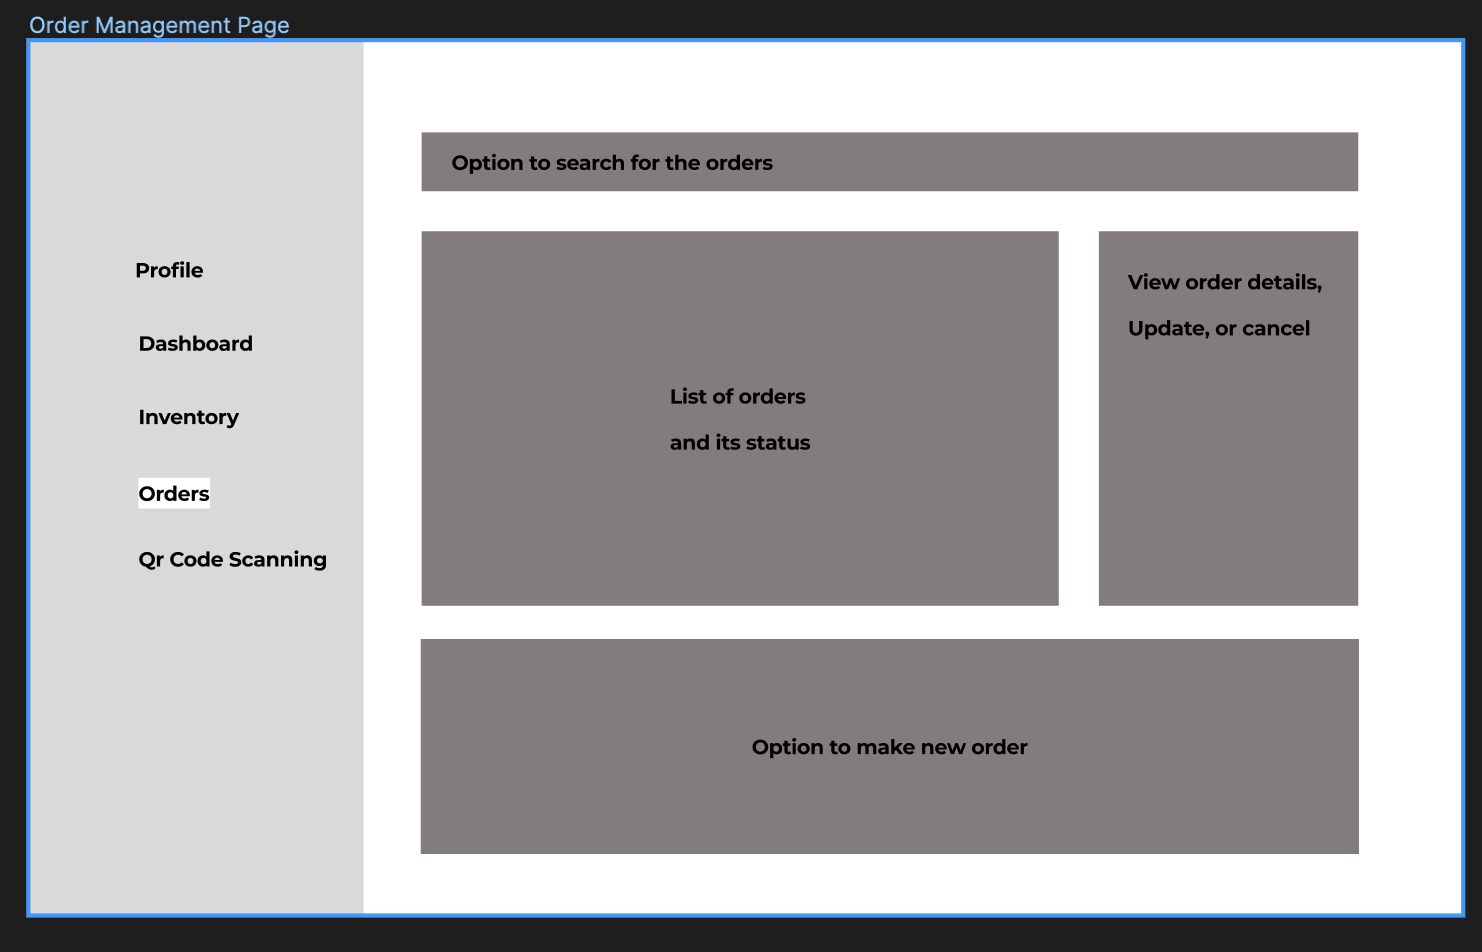 Order Management Page
Profile
Dashboard
Inventory
Orders
Qr Code Scanning
Option to search for the orders
List of orders
and its status
View order details,
Update, or cancel
Option to make new order